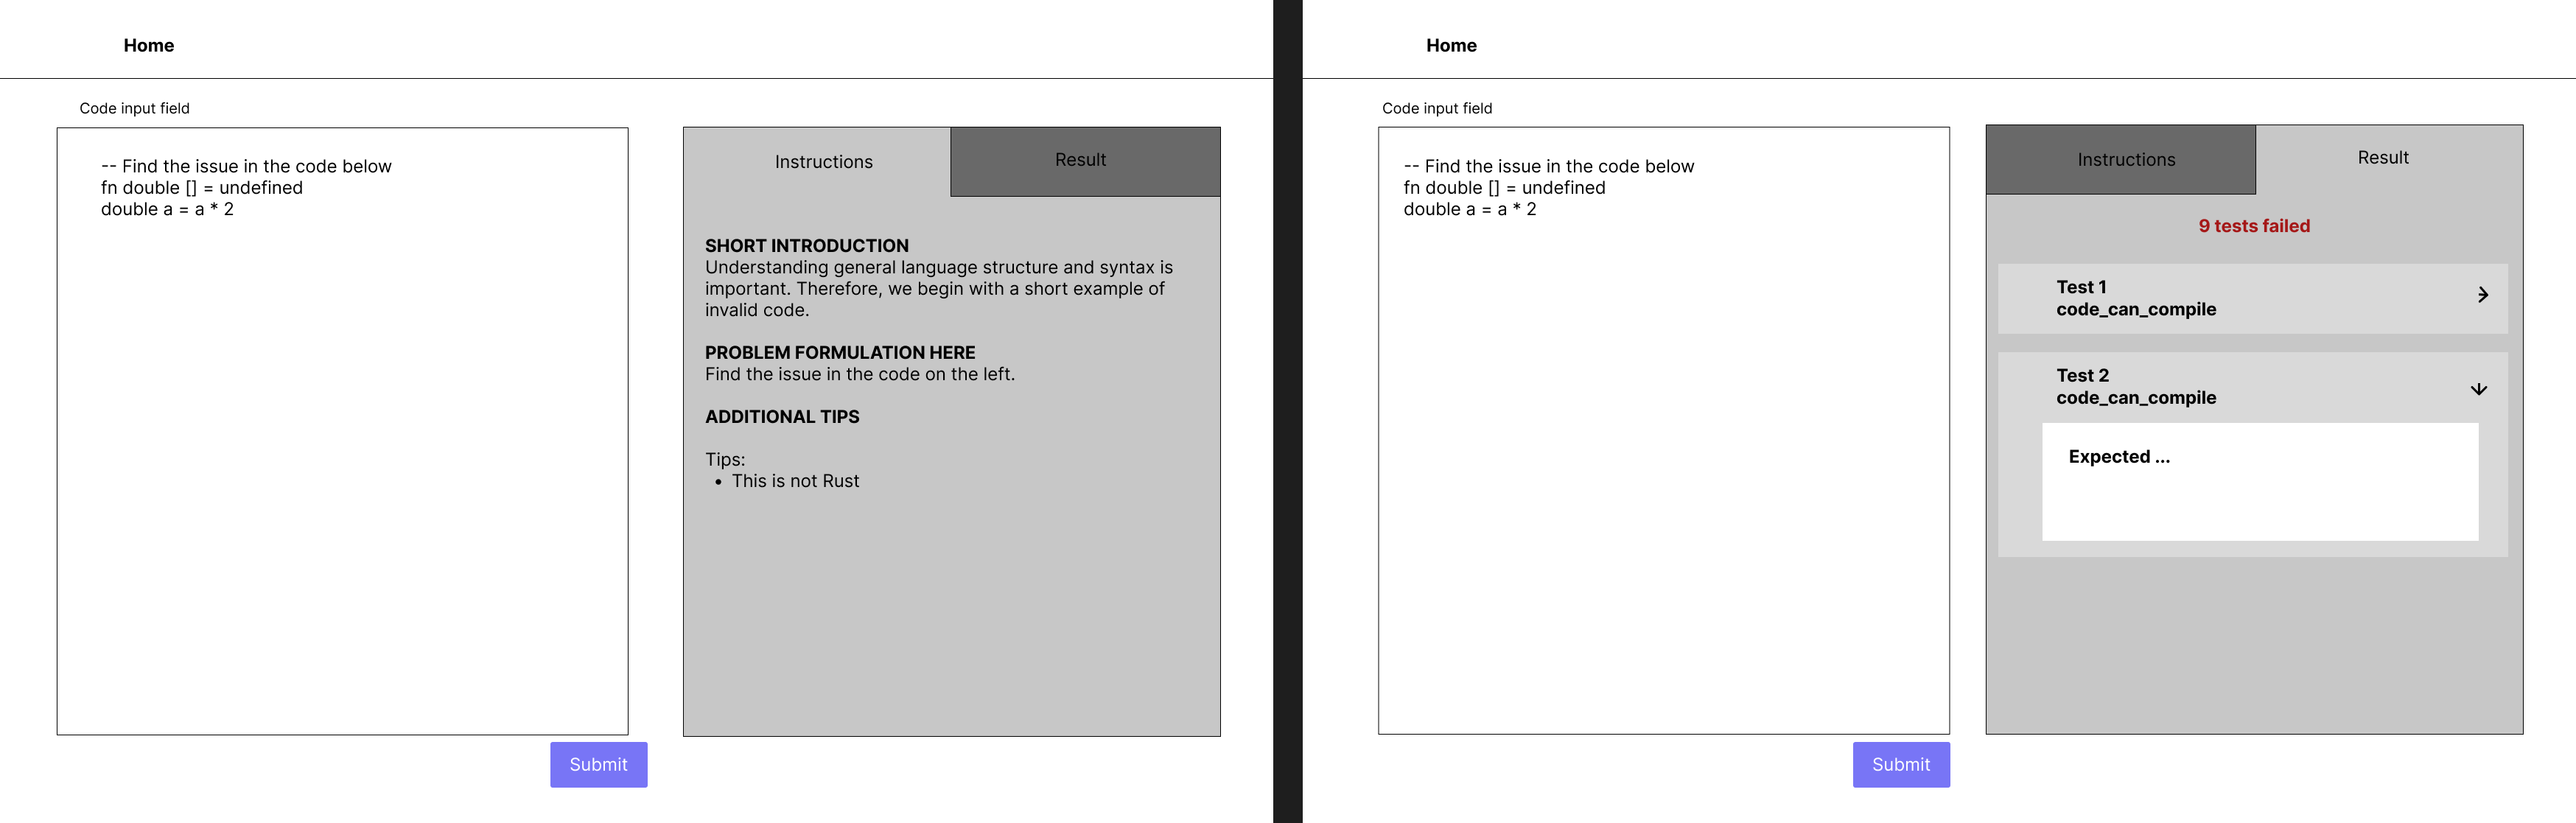 Home
Code input field
-- Find the issue in the code below
fn double [] = undefined
double a = a * 2
Submit
Instructions
Result
SHORT INTRODUCTION
Understanding general language structure and syntax is
important. Therefore, we begin with a short example of
invalid code.
PROBLEM FORMULATION HERE
Find the issue in the code on the left.
ADDITIONAL TIPS
Tips:
• This is not Rust
Home
Code input field
-- Find the issue in the code below
fn double [] = undefined
double a = a * 2
Submit
Instructions
Result
9 tests failed
Test 1
code_can_compile
Test 2
code_can_compile
Expected ...